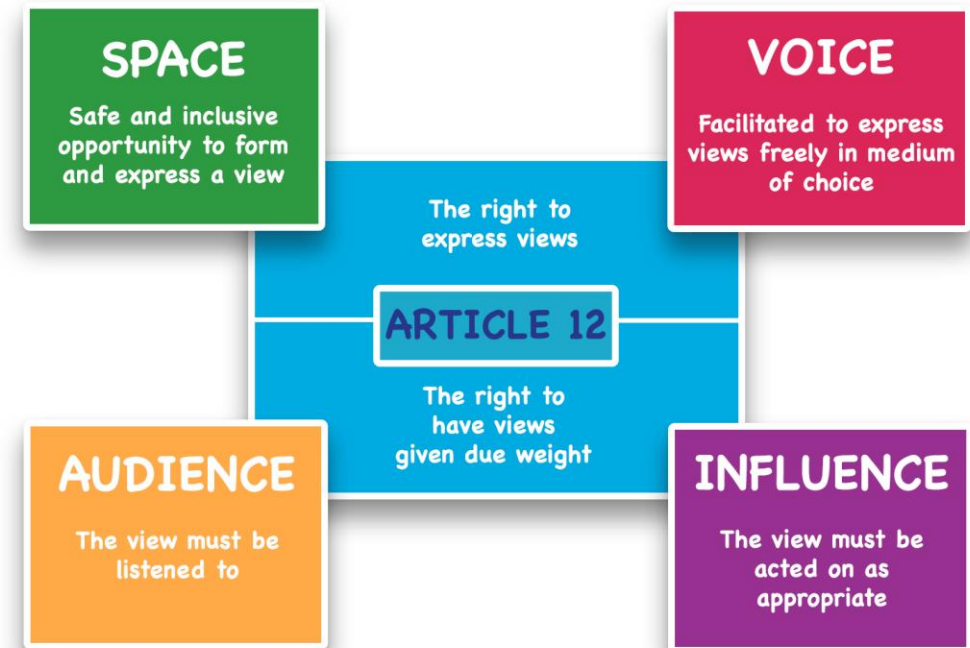 SPACE
Safe and inclusive
opportunity to form
and express a view
VOICE
Facilitated to express
views freely in medium
of choice
The right to
express views
ARTICLE 12
The right to
have views
given due weight
AUDIENCE
The view must be
listened to
INFLUENCE
The view must be
acted on as
appropriate